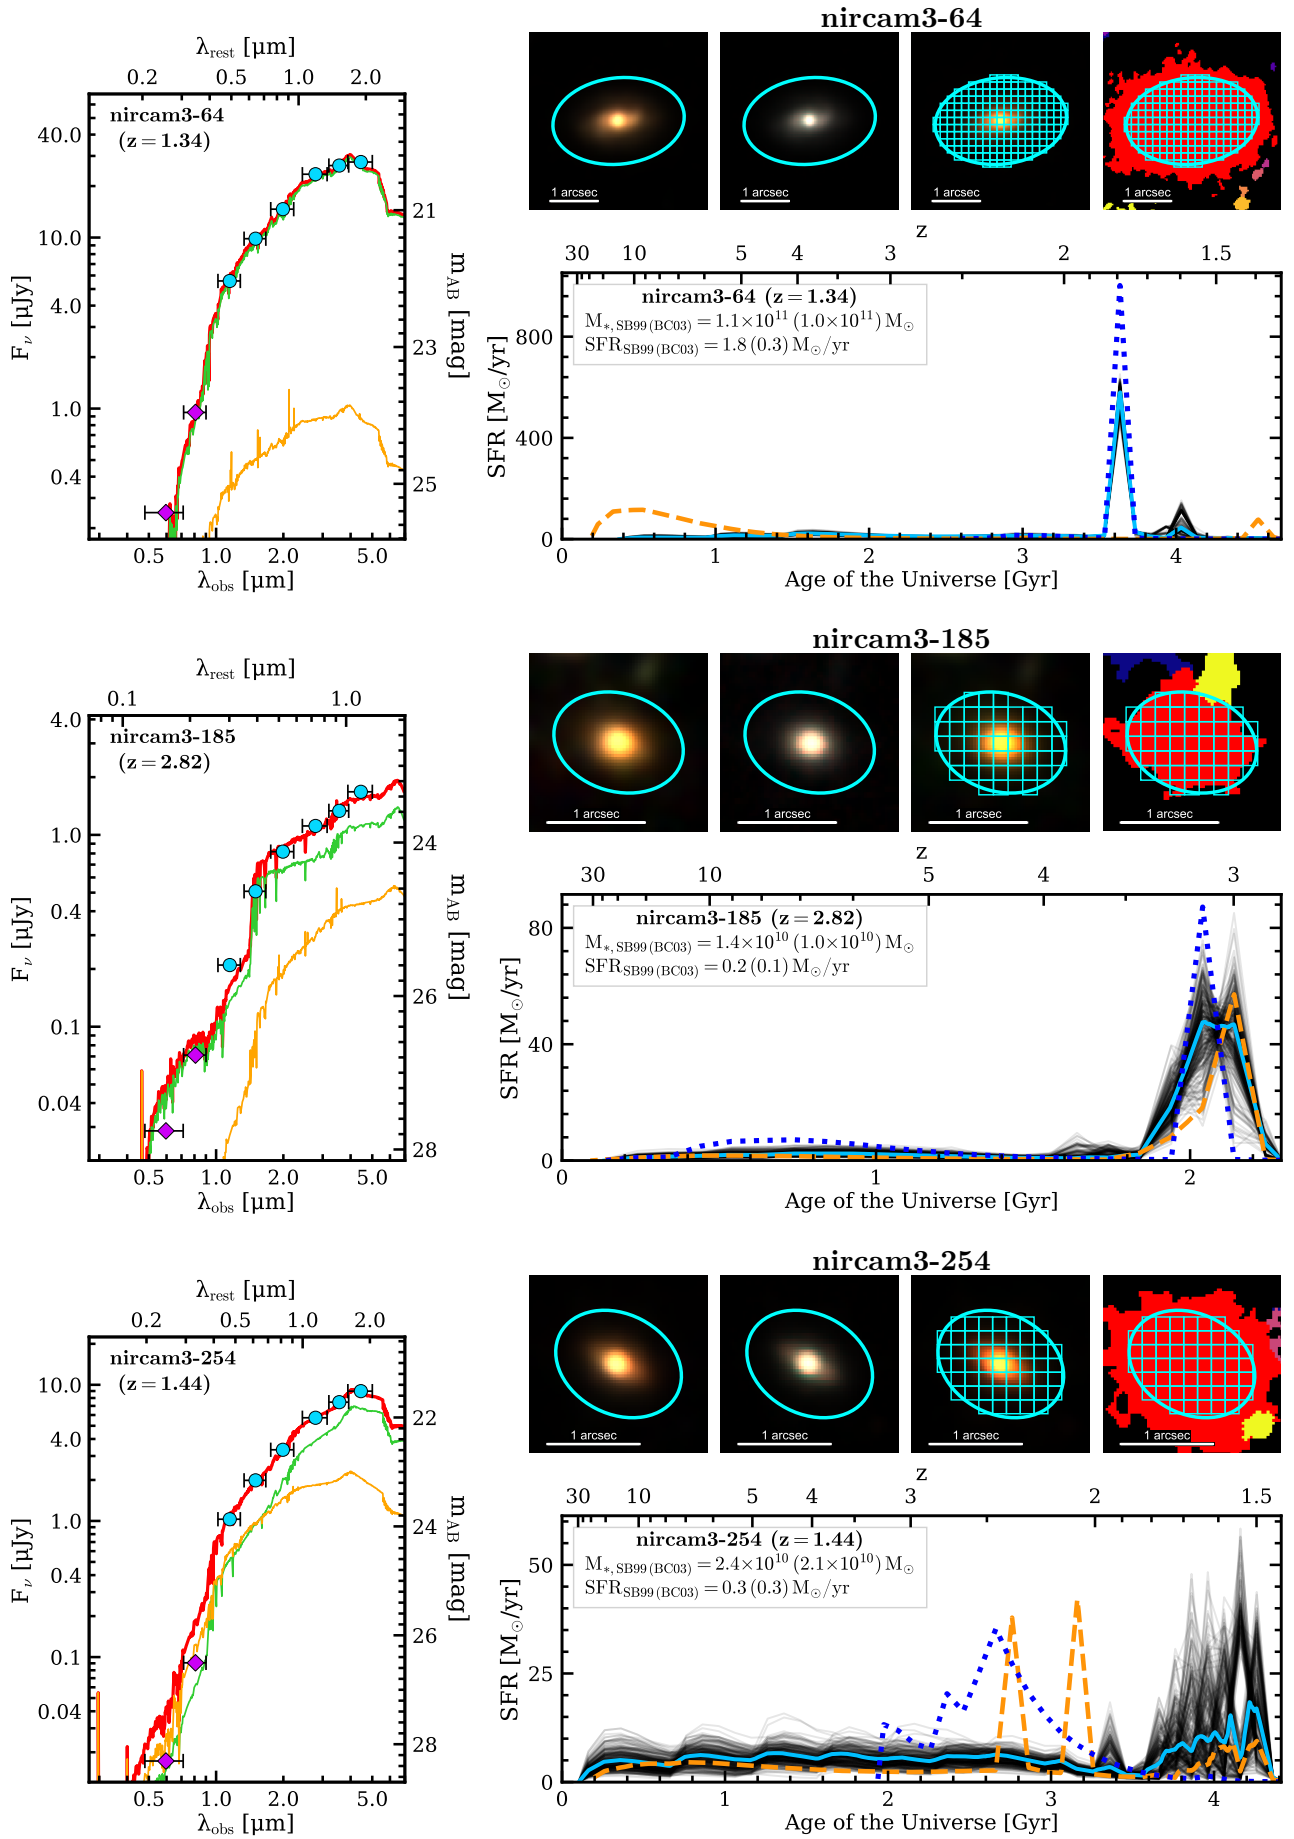 nircam3-64
λrest [μm]
0.2 0.5 1.0 2.0
nircam3-64
(z=1.34)
40.0
10.0
4.0
1.0
0.4
Fν [μJy]
21
23
25
mAB [mag]
0.5 1.0 2.0 5.0
λobs [μm]
1 arcsec
1 arcsec
1 arcsec
1 arcsec
z
30 10 5 4 3 2 1.5
nircam3-64 (z=1.34)
M*,SB99(BC03)=1.1×10^11 (1.0×10^11) M⊙
SFRSB99(BC03)=1.8 (0.3) M⊙/yr
800
400
0
SFR [M⊙/yr]
0 1 2 3 4
Age of the Universe [Gyr]
nircam3-185
λrest [μm]
0.1 1.0
nircam3-185
(z=2.82)
4.0
1.0
0.4
0.1
0.04
Fν [μJy]
24
26
28
mAB [mag]
0.5 1.0 2.0 5.0
λobs [μm]
1 arcsec
1 arcsec
1 arcsec
1 arcsec
z
30 10 5 4 3
nircam3-185 (z=2.82)
M*,SB99(BC03)=1.4×10^10 (1.0×10^10) M⊙
SFRSB99(BC03)=0.2 (0.1) M⊙/yr
80
40
0
SFR [M⊙/yr]
0 1 2
Age of the Universe [Gyr]
nircam3-254
λrest [μm]
0.2 0.5 1.0 2.0
nircam3-254
(z=1.44)
10.0
4.0
1.0
0.4
0.1
0.04
Fν [μJy]
22
24
26
28
mAB [mag]
0.5 1.0 2.0 5.0
λobs [μm]
1 arcsec
1 arcsec
1 arcsec
1 arcsec
z
30 10 5 4 3 2 1.5
nircam3-254 (z=1.44)
M*,SB99(BC03)=2.4×10^10 (2.1×10^10) M⊙
SFRSB99(BC03)=0.3 (0.3) M⊙/yr
50
25
0
SFR [M⊙/yr]
0 1 2 3 4
Age of the Universe [Gyr]